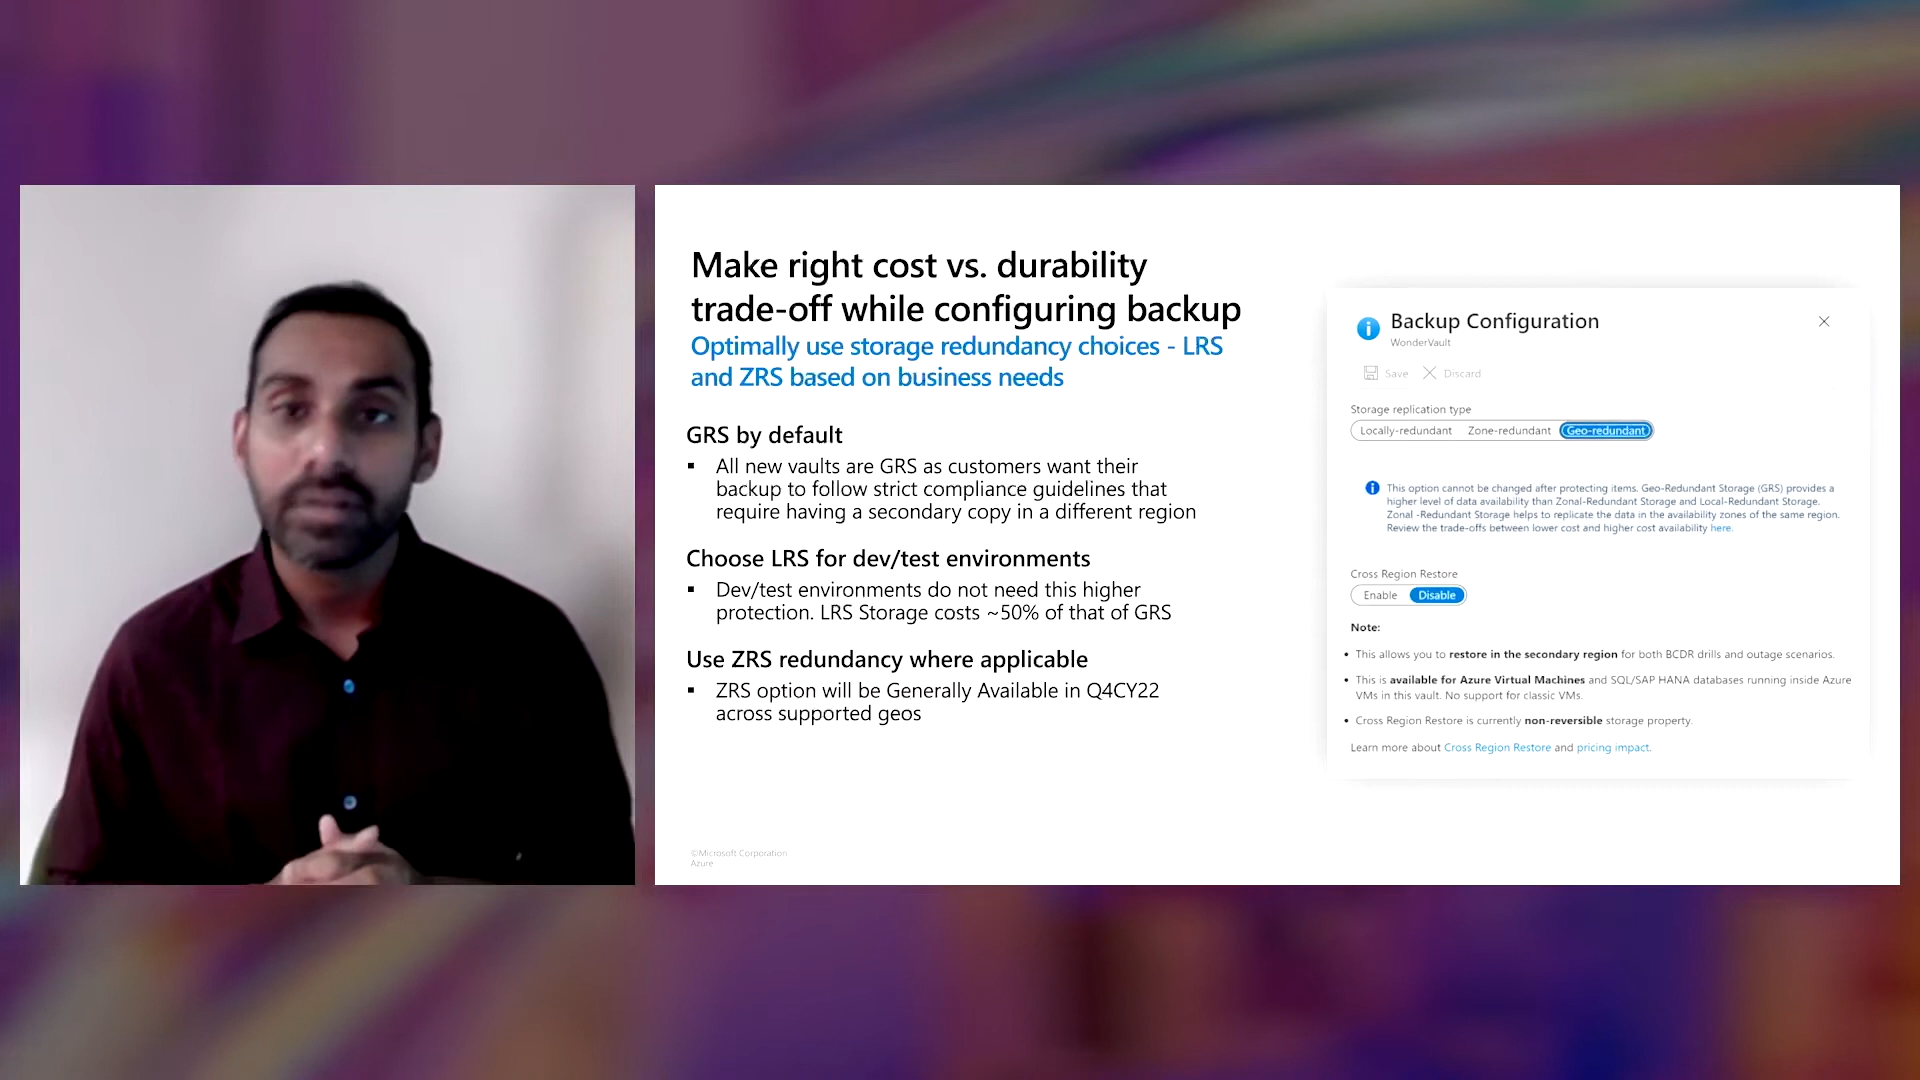 Make right cost vs. durability
trade-off while configuring backup
Optimally use storage redundancy choices - LRS
and ZRS based on business needs
GRS by default
▪ All new vaults are GRS as customers want their
backup to follow strict compliance guidelines that
require having a secondary copy in a different region
Choose LRS for dev/test environments
▪ Dev/test environments do not need this higher
protection. LRS Storage costs ~50% of that of GRS
Use ZRS redundancy where applicable
▪ ZRS option will be Generally Available in Q4CY22
across supported geos
©Microsoft Corporation
Azure
Backup Configuration
WonderVault
Save Discard
Storage replication type
Locally-redundant Zone-redundant Geo-redundant
This option cannot be changed after protecting items. Geo-Redundant Storage (GRS) provides a
higher level of data availability than Zonal-Redundant Storage and Local-Redundant Storage.
Zonal -Redundant Storage helps to replicate the data in the availability zones of the same region.
Review the trade-offs between lower cost and higher cost availability here.
Cross Region Restore
Enable Disable
Note:
• This allows you to restore in the secondary region for both BCDR drills and outage scenarios.
• This is available for Azure Virtual Machines and SQL/SAP HANA databases running inside Azure
VMs in this vault. No support for classic VMs.
• Cross Region Restore is currently non-reversible storage property.
Learn more about Cross Region Restore and pricing impact.